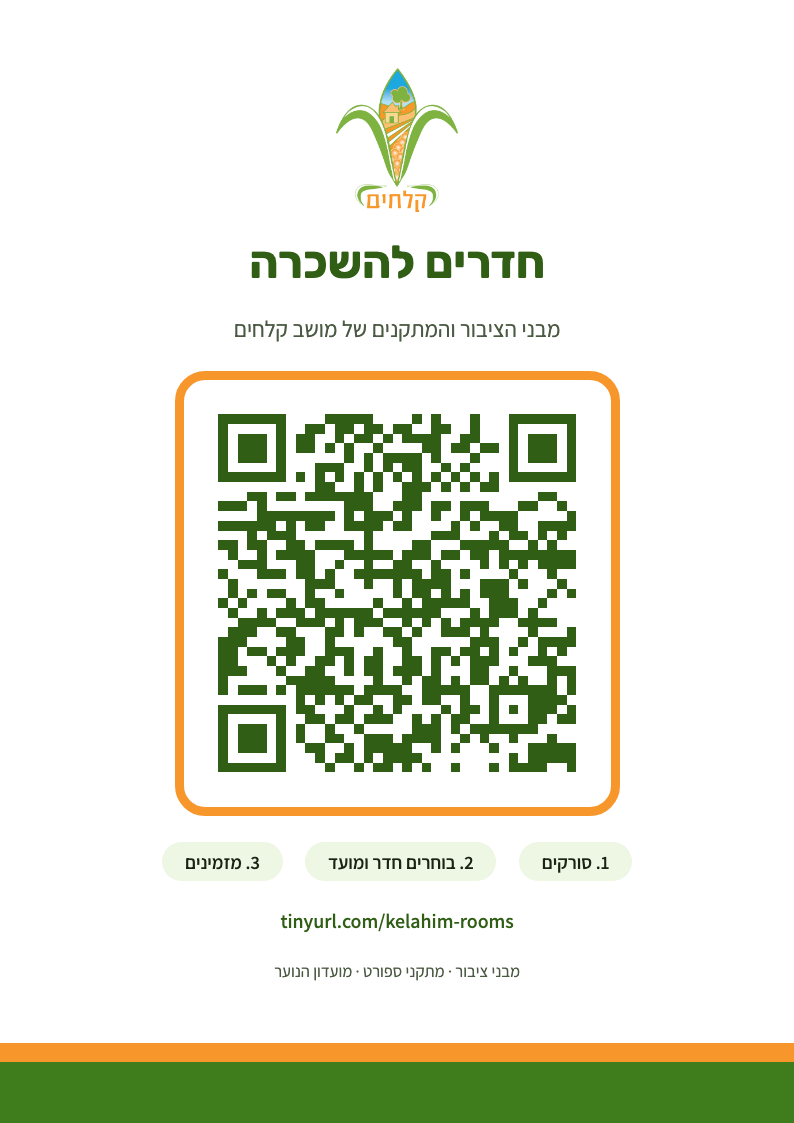 קלחים
חדרים להשכרה
מבני הציבור והמתקנים של מושב קלחים
1. סורקים
2. בוחרים חדר ומועד
3. מזמינים
tinyurl.com/kelahim-rooms
מבני ציבור · מתקני ספורט · מועדון הנוער